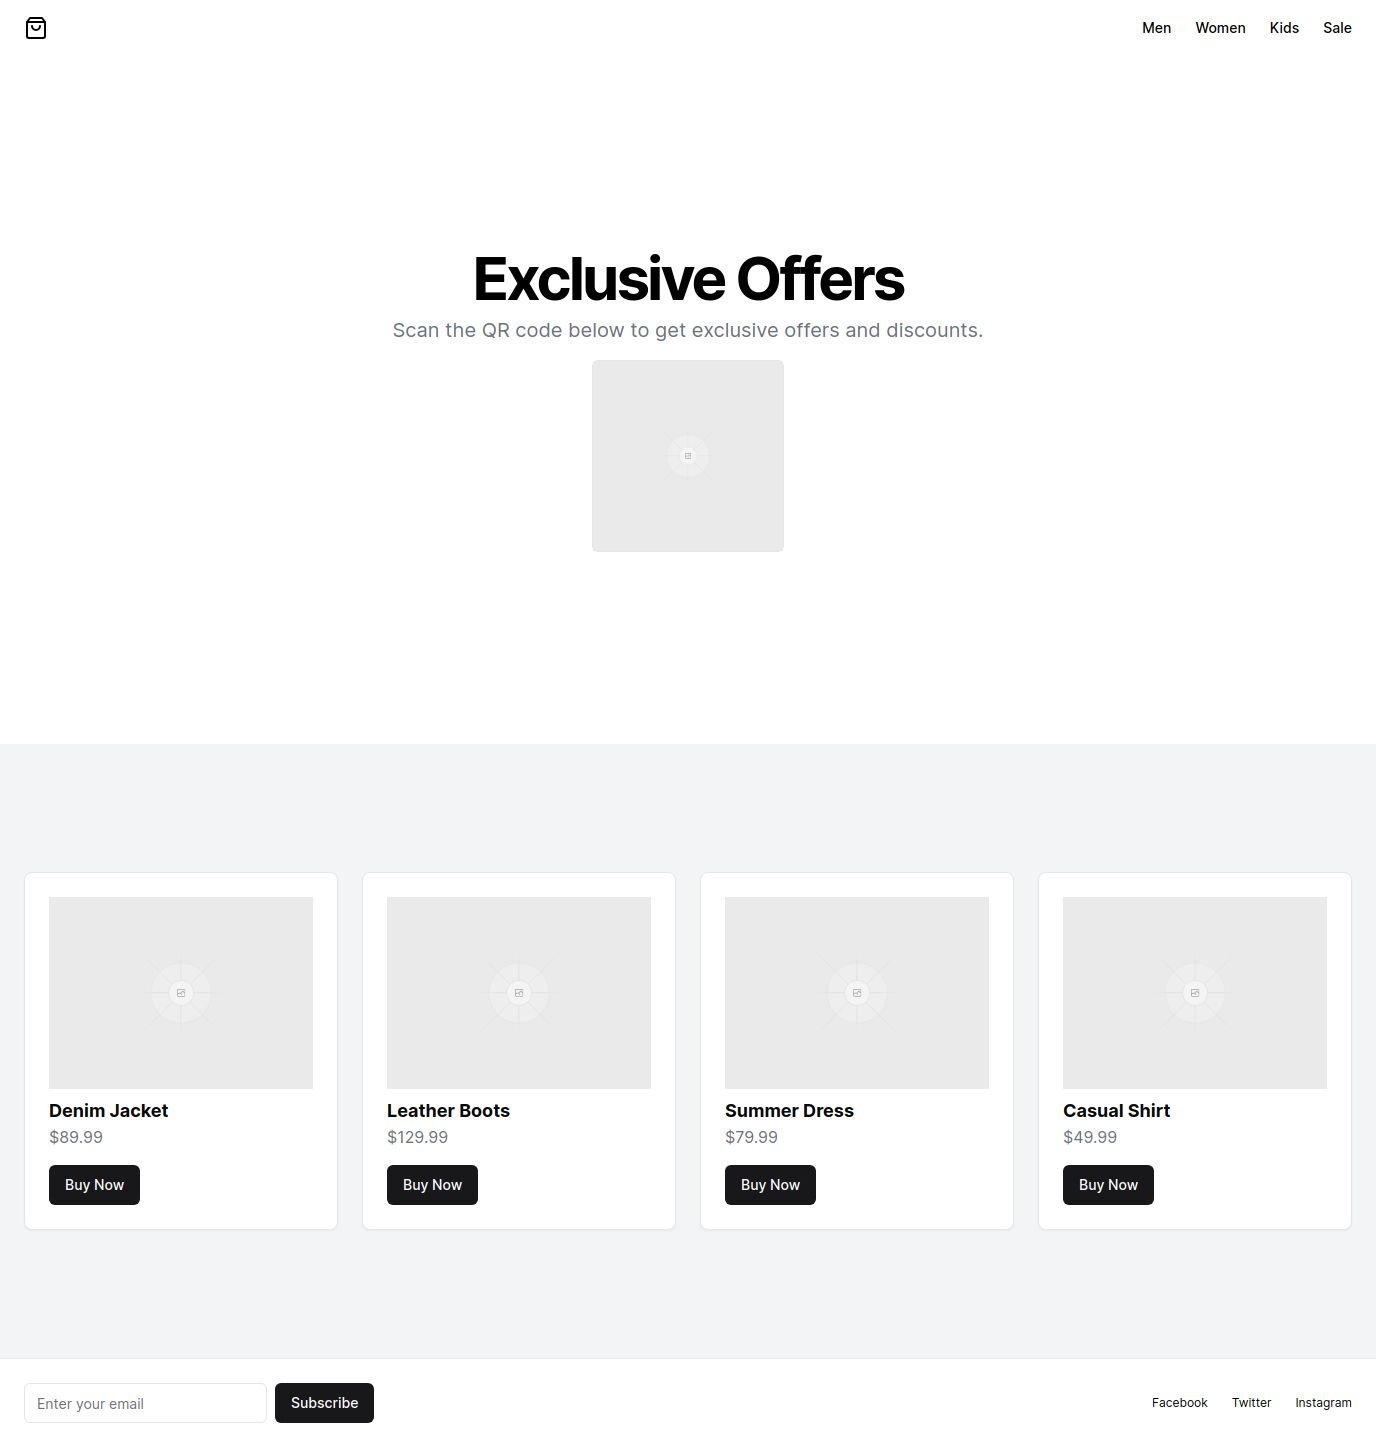 Men Women Kids Sale
Exclusive Offers
Scan the QR code below to get exclusive offers and discounts.
Denim Jacket
$89.99
Buy Now
Leather Boots
$129.99
Buy Now
Summer Dress
$79.99
Buy Now
Casual Shirt
$49.99
Buy Now
Enter your email
Subscribe
Facebook Twitter Instagram